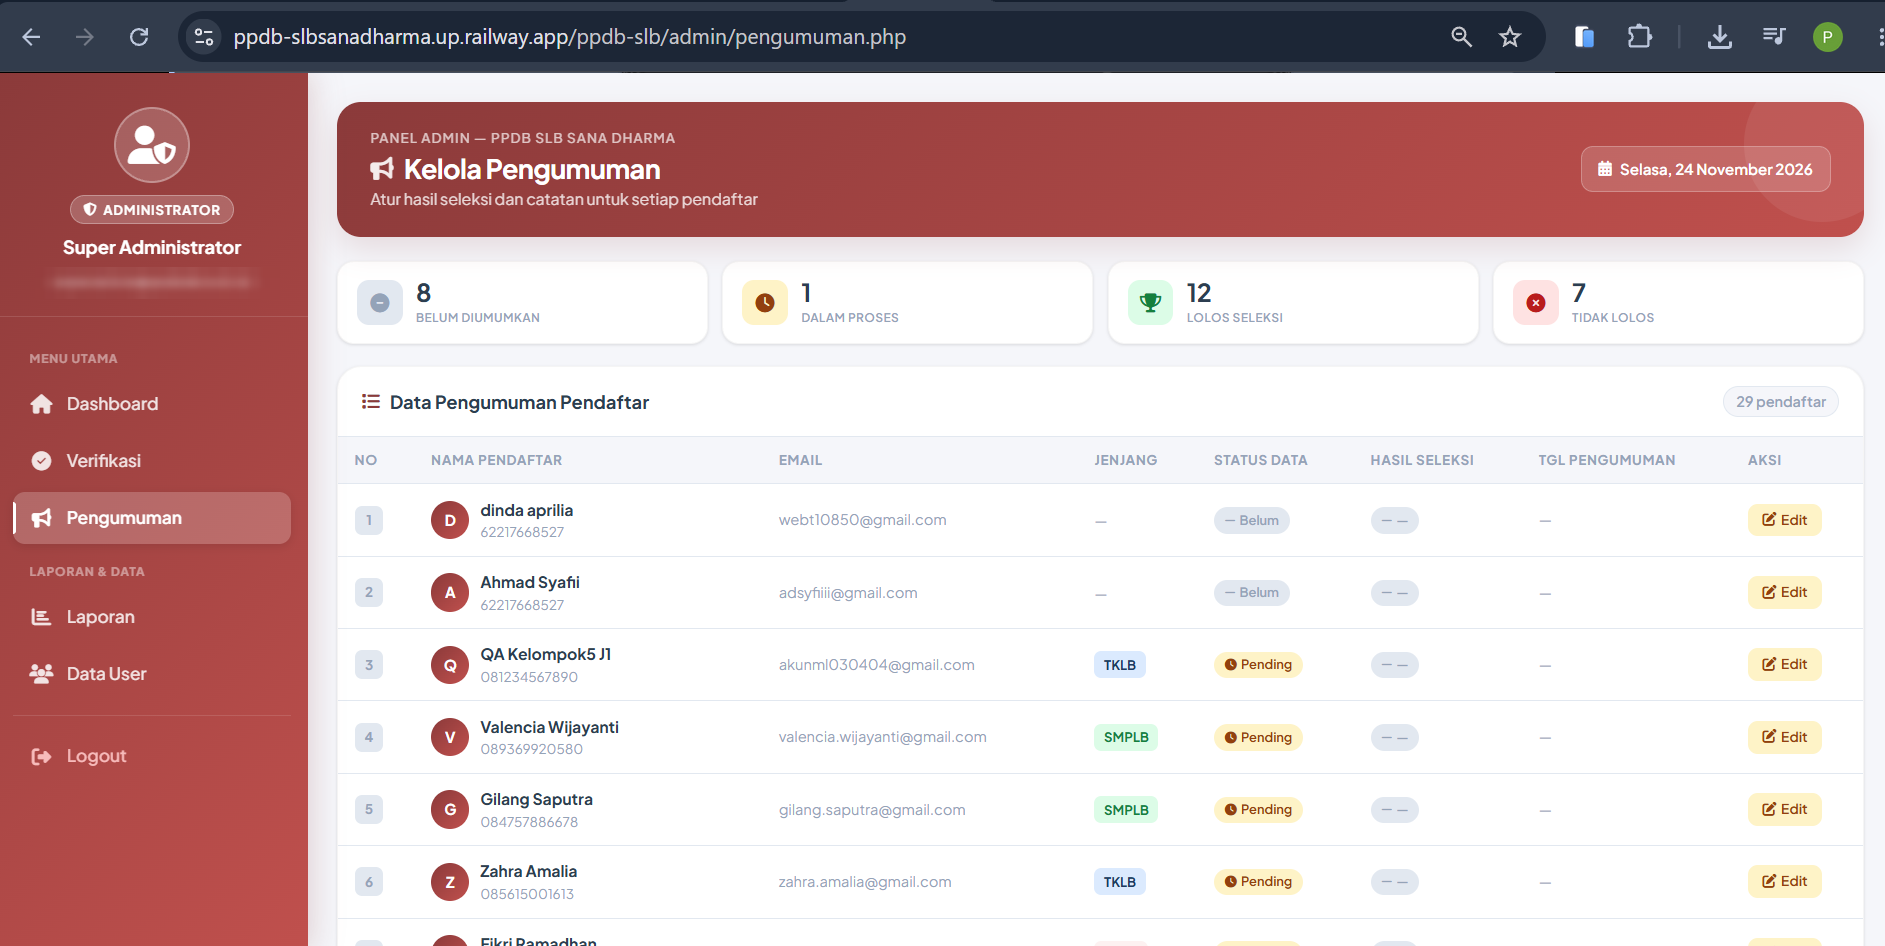 ppdb-slbsanadharma.up.railway.app/ppdb-slb/admin/pengumuman.php
P
ADMINISTRATOR
Super Administrator
MENU UTAMA
Dashboard
Verifikasi
Pengumuman
LAPORAN & DATA
Laporan
Data User
Logout
PANEL ADMIN — PPDB SLB SANA DHARMA
Kelola Pengumuman
Atur hasil seleksi dan catatan untuk setiap pendaftar
Selasa, 24 November 2026
8
BELUM DIUMUMKAN
1
DALAM PROSES
12
LOLOS SELEKSI
7
TIDAK LOLOS
Data Pengumuman Pendaftar
29 pendaftar
NO NAMA PENDAFTAR EMAIL JENJANG STATUS DATA HASIL SELEKSI TGL PENGUMUMAN AKSI
1 D dinda aprilia webt10850@gmail.com — — Belum — — — Edit
62217668527
2 A Ahmad Syafii adsyfiiii@gmail.com — — Belum — — — Edit
62217668527
3 Q QA Kelompok5 J1 akunml030404@gmail.com TKLB Pending — — — Edit
081234567890
4 V Valencia Wijayanti valencia.wijayanti@gmail.com SMPLB Pending — — — Edit
089369920580
5 G Gilang Saputra gilang.saputra@gmail.com SMPLB Pending — — — Edit
084757886678
6 Z Zahra Amalia zahra.amalia@gmail.com TKLB Pending — — — Edit
085615001613
Fikri Ramadhan